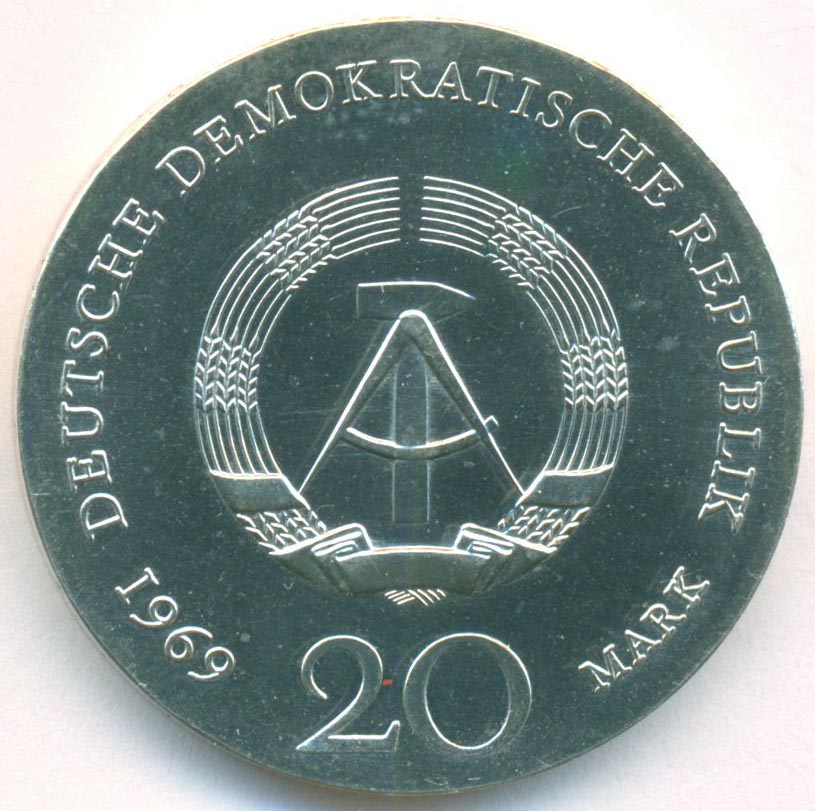 DEUTSCHE DEMOKRATISCHE REPUBLIK
1969
20
MARK